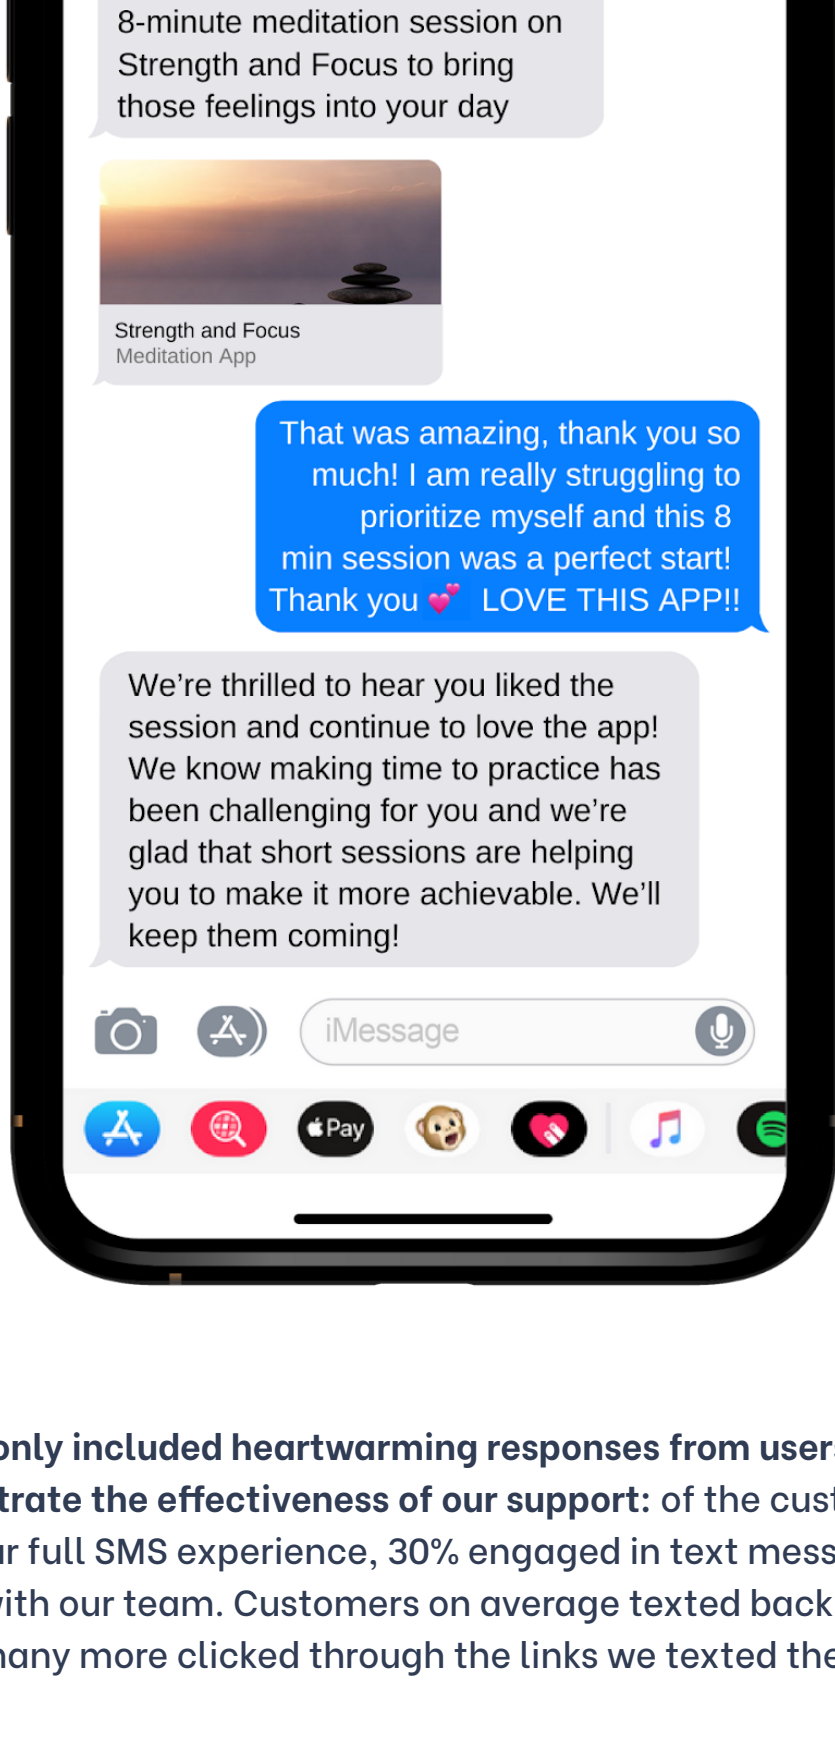 8-minute meditation session on
Strength and Focus to bring
those feelings into your day
Strength and Focus
Meditation App
That was amazing, thank you so
much! I am really struggling to
prioritize myself and this 8
min session was a perfect start!
Thank you 💕 LOVE THIS APP!!
We’re thrilled to hear you liked the
session and continue to love the app!
We know making time to practice has
been challenging for you and we’re
glad that short sessions are helping
you to make it more achievable. We’ll
keep them coming!
iMessage
Pay
only included heartwarming responses from users
trate the effectiveness of our support: of the cust
ur full SMS experience, 30% engaged in text mess
with our team. Customers on average texted back
many more clicked through the links we texted the